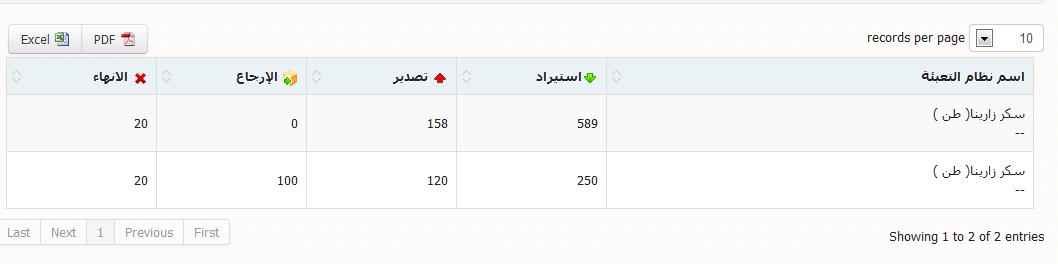 Excel PDF records per page 10
اسم نظام التعبئة استيراد تصدير الإرجاع الانهاء
سكر زارينا( طن ) 589 158 0 20
--
سكر زارينا( طن ) 250 120 100 20
--
Last Next 1 Previous First
Showing 1 to 2 of 2 entries